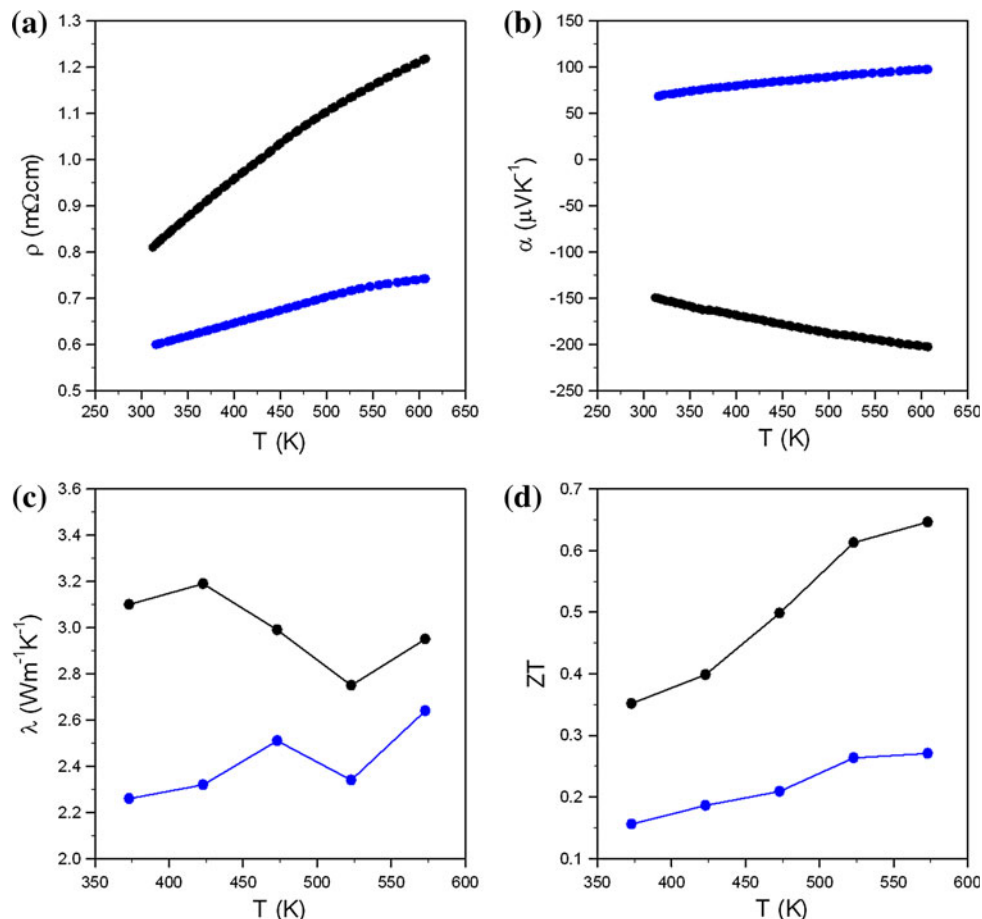 (a)
1.3
1.2
1.1
1.0
0.9
0.8
0.7
0.6
0.5
ρ (mΩcm)
250 300 350 400 450 500 550 600 650
T (K)
(b)
150
100
50
0
-50
-100
-150
-200
-250
α (μVK⁻¹)
250 300 350 400 450 500 550 600 650
T (K)
(c)
3.6
3.4
3.2
3.0
2.8
2.6
2.4
2.2
2.0
λ (Wm⁻¹K⁻¹)
350 400 450 500 550 600
T (K)
(d)
0.7
0.6
0.5
0.4
0.3
0.2
0.1
ZT
350 400 450 500 550 600
T (K)